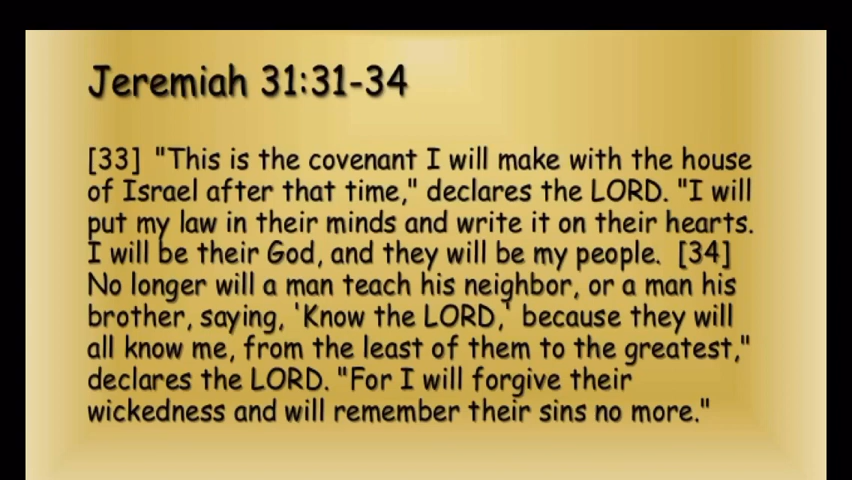 Jeremiah 31:31-34
[33] "This is the covenant I will make with the house
of Israel after that time," declares the LORD. "I will
put my law in their minds and write it on their hearts.
I will be their God, and they will be my people. [34]
No longer will a man teach his neighbor, or a man his
brother, saying, 'Know the LORD,' because they will
all know me, from the least of them to the greatest,"
declares the LORD. "For I will forgive their
wickedness and will remember their sins no more."